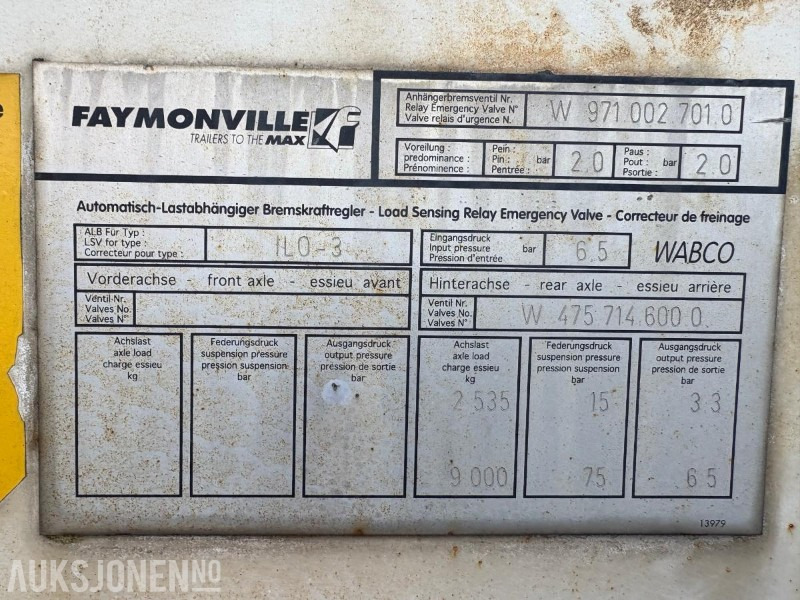 e
FAYMONVILLE
TRAILERS TO THE MAX
Anhängerbremsventil Nr.
Relay Emergency Valve N°
Valve relais d'urgence N.
W 971.002.701.0
Voreilung :
predominance :
Prénominence :
Pein :
Pin : bar
Pentrée :
2.0
Paus :
Pout : bar
Psortie :
2.0
Automatisch-Lastabhängiger Bremskraftregler - Load Sensing Relay Emergency Valve - Correcteur de freinage
ALB Für Typ :
LSV for type :
Correcteur pour type :
ILO-3
Eingangsdruck
Input pressure bar
Pression d'entrée
6.5
WABCO
Vorderachse - front axle - essieu avant
Hinterachse - rear axle - essieu arrière
Ventil-Nr.
Valves No.
Valves N°
Ventil Nr.
Valves No.
Valves N°
W 475.714.600.0
Achslast
axle load
charge essieu
kg
Federungsdruck
suspension pressure
pression suspension
bar
Ausgangsdruck
output pressure
pression de sortie
bar
Achslast
axle load
charge essieu
kg
Federungsdruck
suspension pressure
pression suspension
bar
Ausgangsdruck
output pressure
pression de sortie
bar
2 535 15 3.3
9 000 75 6 5
13979
AUKSJONEN.NO